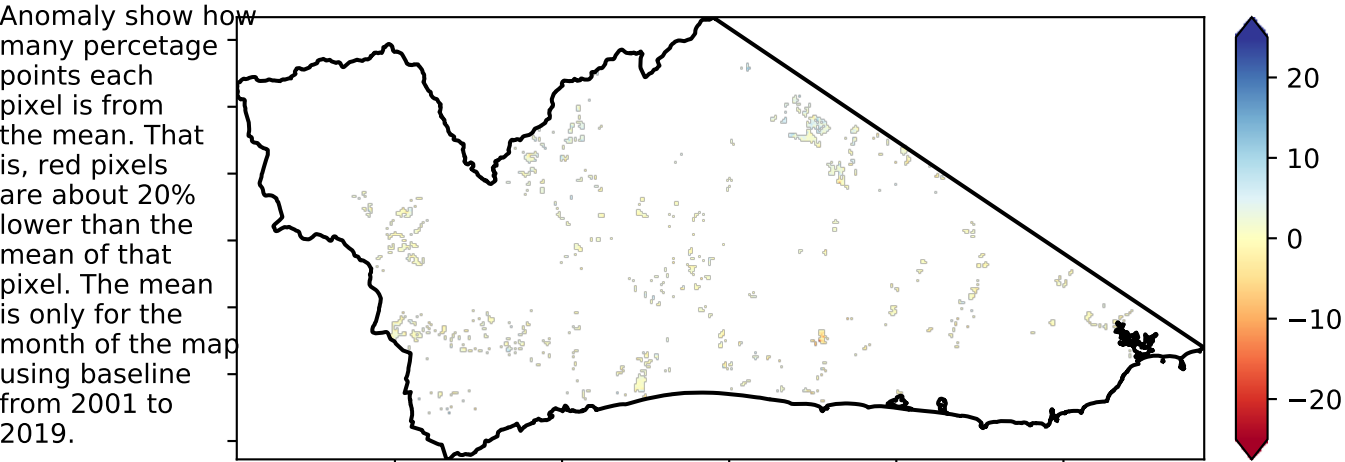 Anomaly show how
many percetage
points each
pixel is from
the mean. That
is, red pixels
are about 20%
lower than the
mean of that
pixel. The mean
is only for the
month of the map
using baseline
from 2001 to
2019.
20
10
0
−10
−20